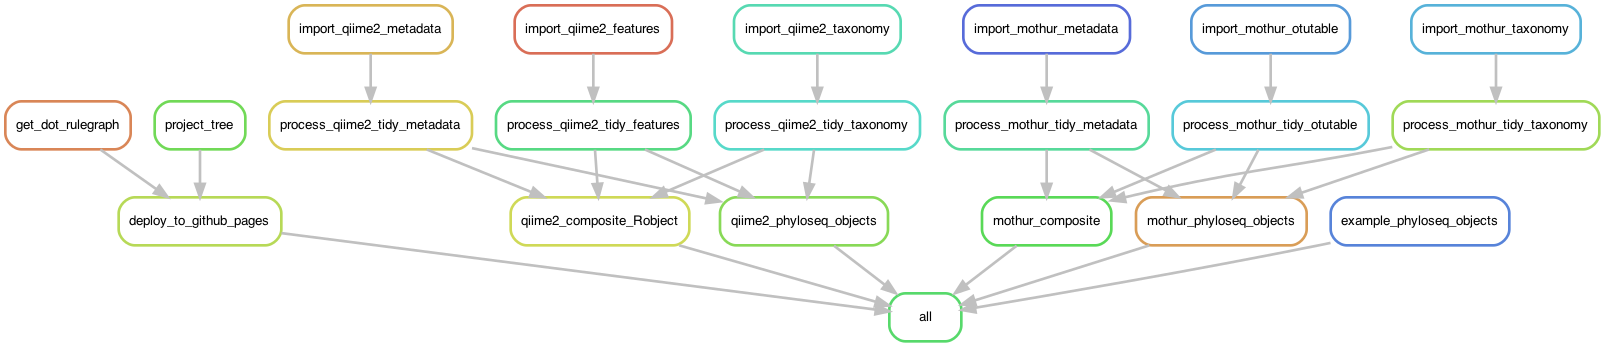 import_qiime2_metadata
import_qiime2_features
import_qiime2_taxonomy
import_mothur_metadata
import_mothur_otutable
import_mothur_taxonomy
get_dot_rulegraph
project_tree
process_qiime2_tidy_metadata
process_qiime2_tidy_features
process_qiime2_tidy_taxonomy
process_mothur_tidy_metadata
process_mothur_tidy_otutable
process_mothur_tidy_taxonomy
deploy_to_github_pages
qiime2_composite_Robject
qiime2_phyloseq_objects
mothur_composite
mothur_phyloseq_objects
example_phyloseq_objects
all